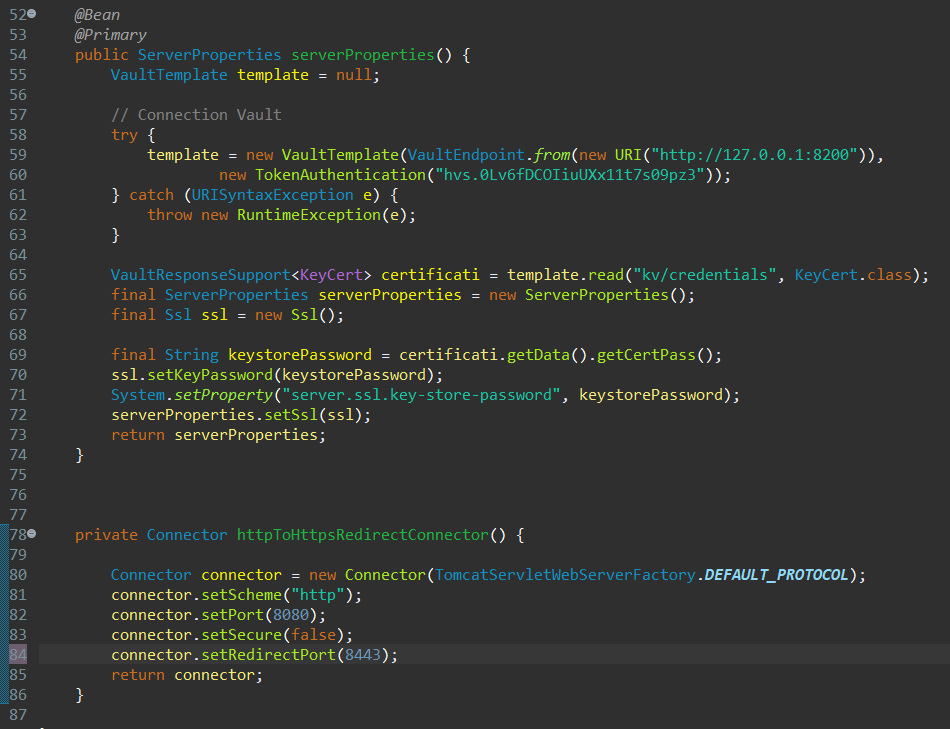 52 @Bean
53 @Primary
54 public ServerProperties serverProperties() {
55 VaultTemplate template = null;
56
57 // Connection Vault
58 try {
59 template = new VaultTemplate(VaultEndpoint.from(new URI("http://127.0.0.1:8200")),
60 new TokenAuthentication("hvs.0Lv6fDCOIiuUXx11t7s09pz3"));
61 } catch (URISyntaxException e) {
62 throw new RuntimeException(e);
63 }
64
65 VaultResponseSupport<KeyCert> certificati = template.read("kv/credentials", KeyCert.class);
66 final ServerProperties serverProperties = new ServerProperties();
67 final Ssl ssl = new Ssl();
68
69 final String keystorePassword = certificati.getData().getCertPass();
70 ssl.setKeyPassword(keystorePassword);
71 System.setProperty("server.ssl.key-store-password", keystorePassword);
72 serverProperties.setSsl(ssl);
73 return serverProperties;
74 }
75
76
77
78 private Connector httpToHttpsRedirectConnector() {
79
80 Connector connector = new Connector(TomcatServletWebServerFactory.DEFAULT_PROTOCOL);
81 connector.setScheme("http");
82 connector.setPort(8080);
83 connector.setSecure(false);
84 connector.setRedirectPort(8443);
85 return connector;
86 }
87